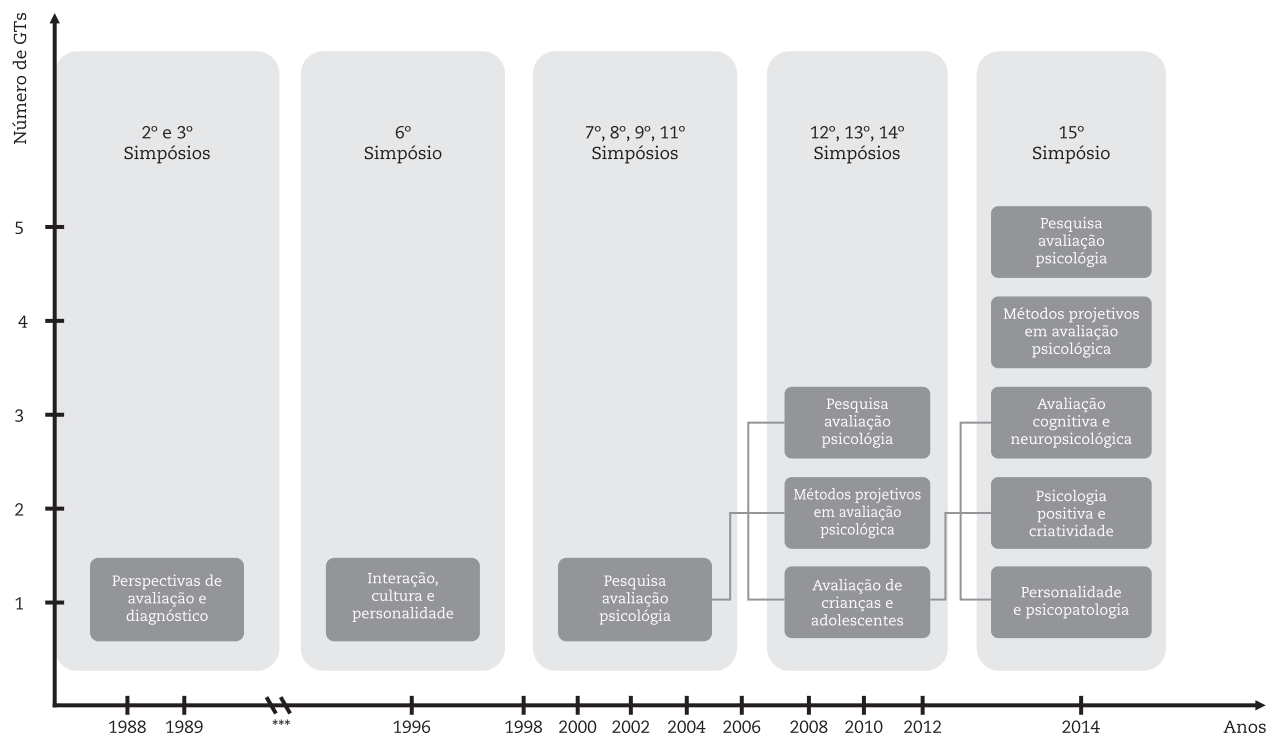 Número de GTs
2º e 3º
Simpósios
6º
Simpósio
7º, 8º, 9º, 11º
Simpósios
12º, 13º, 14º
Simpósios
15º
Simpósio
5
4
3
2
1
Perspectivas de
avaliação e
diagnóstico
Interação,
cultura e
personalidade
Pesquisa
avaliação
psicológia
Pesquisa
avaliação
psicológia
Métodos projetivos
em avaliação
psicológica
Avaliação de
crianças e
adolescentes
Pesquisa
avaliação
psicológia
Métodos projetivos
em avaliação
psicológica
Avaliação
cognitiva e
neuropsicológica
Psicologia
positiva e
criatividade
Personalidade
e psicopatologia
1988 1989 *** 1996 1998 2000 2002 2004 2006 2008 2010 2012 2014 Anos